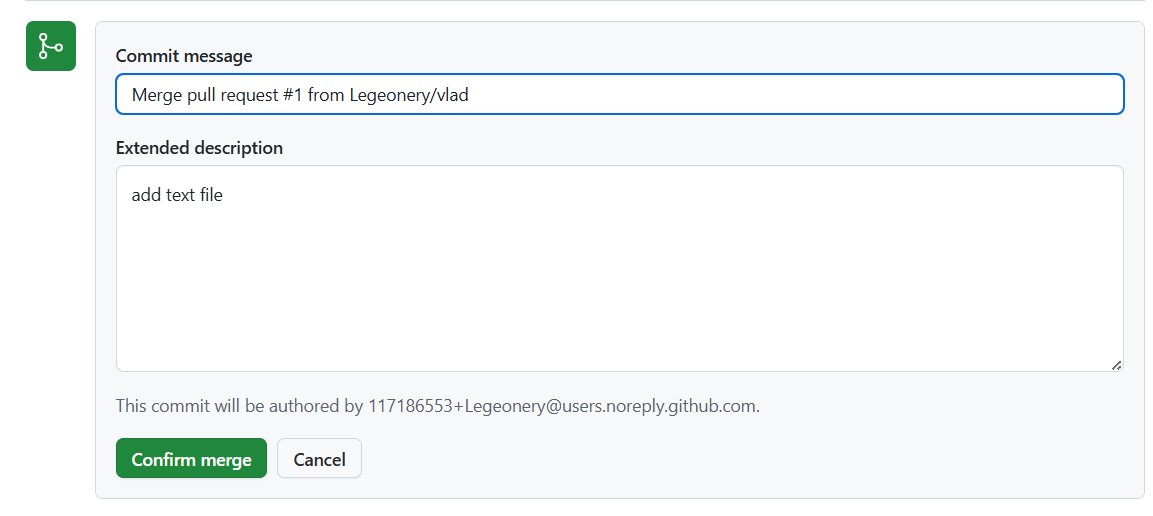 Commit message
Merge pull request #1 from Legeonery/vlad
Extended description
add text file
This commit will be authored by 117186553+Legeonery@users.noreply.github.com.
Confirm merge
Cancel